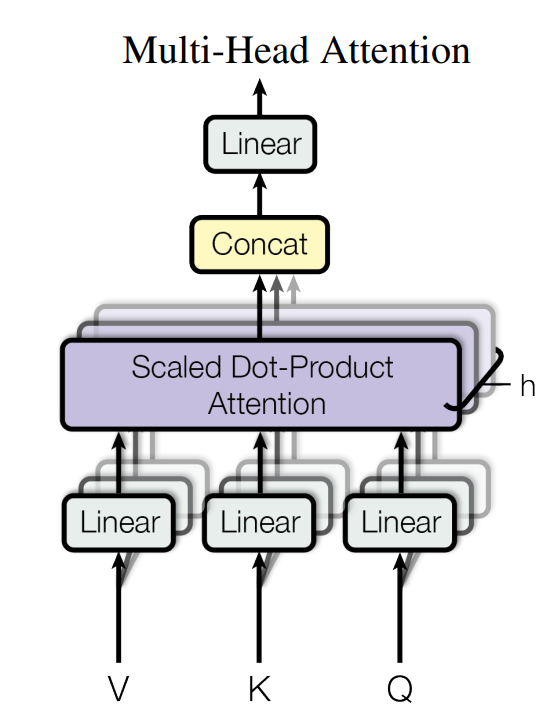 Multi-Head Attention
Linear
Concat
Scaled Dot-Product
Attention
h
Linear
Linear
Linear
V
K
Q